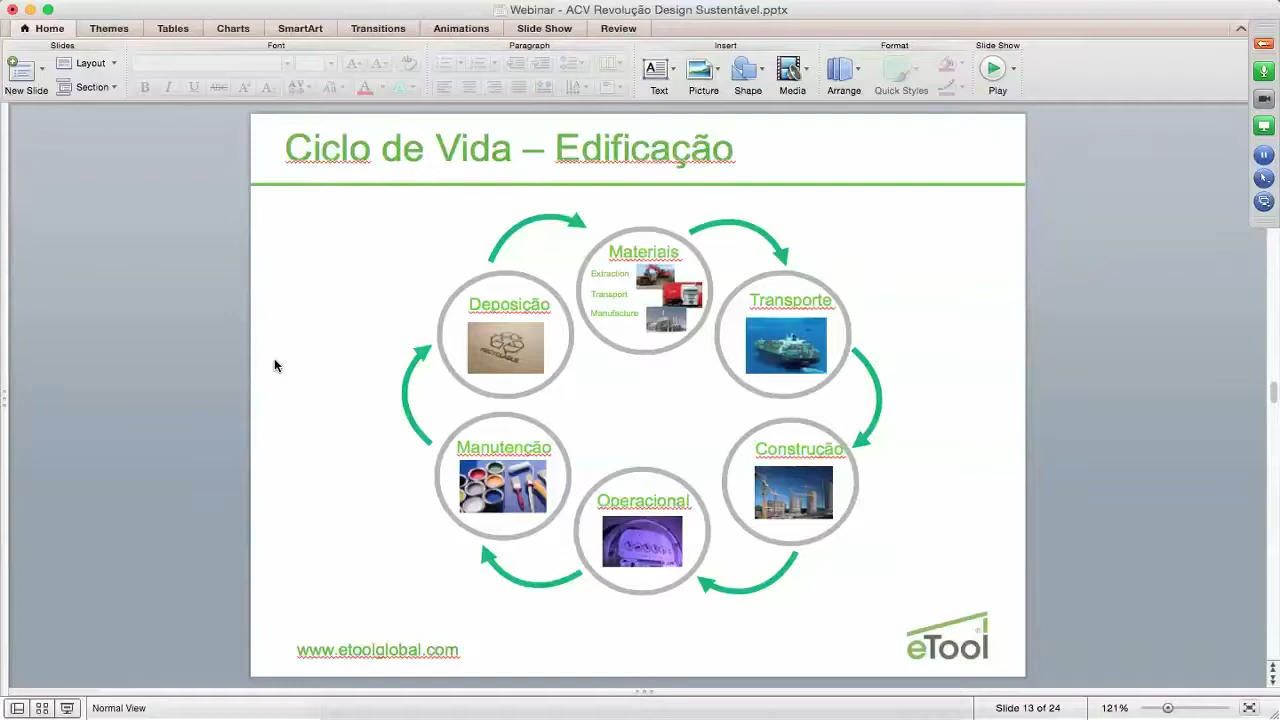 Webinar - ACV Revolução Design Sustentável.pptx
Home Themes Tables Charts SmartArt Transitions Animations Slide Show Review
Slides Font Paragraph Insert Format Slide Show
New Slide Layout Section Text Picture Shape Media Arrange Quick Styles Play
Ciclo de Vida – Edificação
Materiais
Extraction
Transport
Manufacture
Transporte
Construção
Operacional
Manutenção
Deposição
RECYCLABLE
www.etoolglobal.com
eTool
Normal View Slide 13 of 24 121%